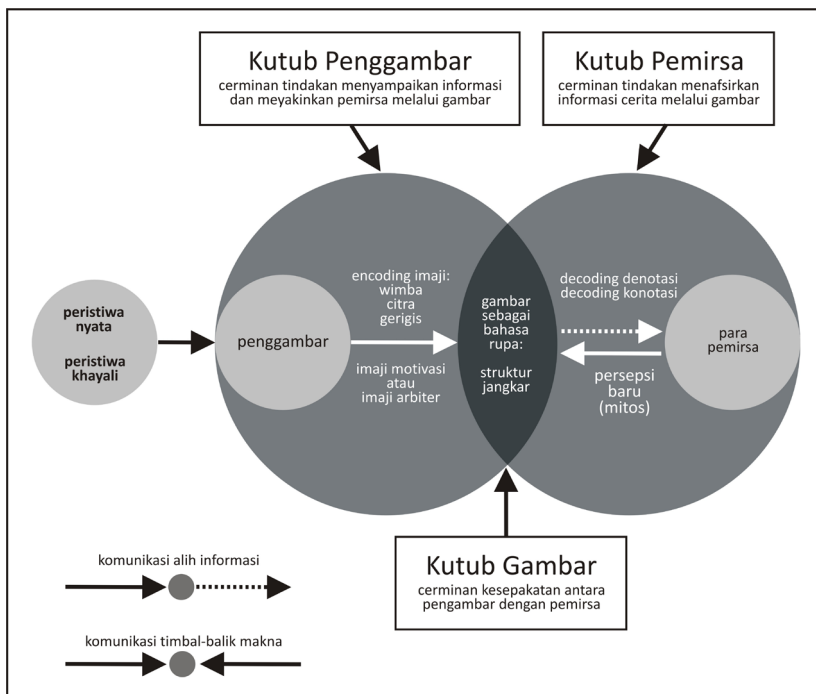 Kutub Penggambar
cerminan tindakan menyampaikan informasi
dan meyakinkan pemirsa melalui gambar
Kutub Pemirsa
cerminan tindakan menafsirkan
informasi cerita melalui gambar
peristiwa
nyata
peristiwa
khayali
penggambar
encoding imaji:
wimba
citra
gerigis
imaji motivasi
atau
imaji arbiter
gambar
sebagai
bahasa
rupa:
struktur
jangkar
decoding denotasi
decoding konotasi
persepsi
baru
(mitos)
para
pemirsa
Kutub Gambar
cerminan kesepakatan antara
pengambar dengan pemirsa
komunikasi alih informasi
komunikasi timbal-balik makna